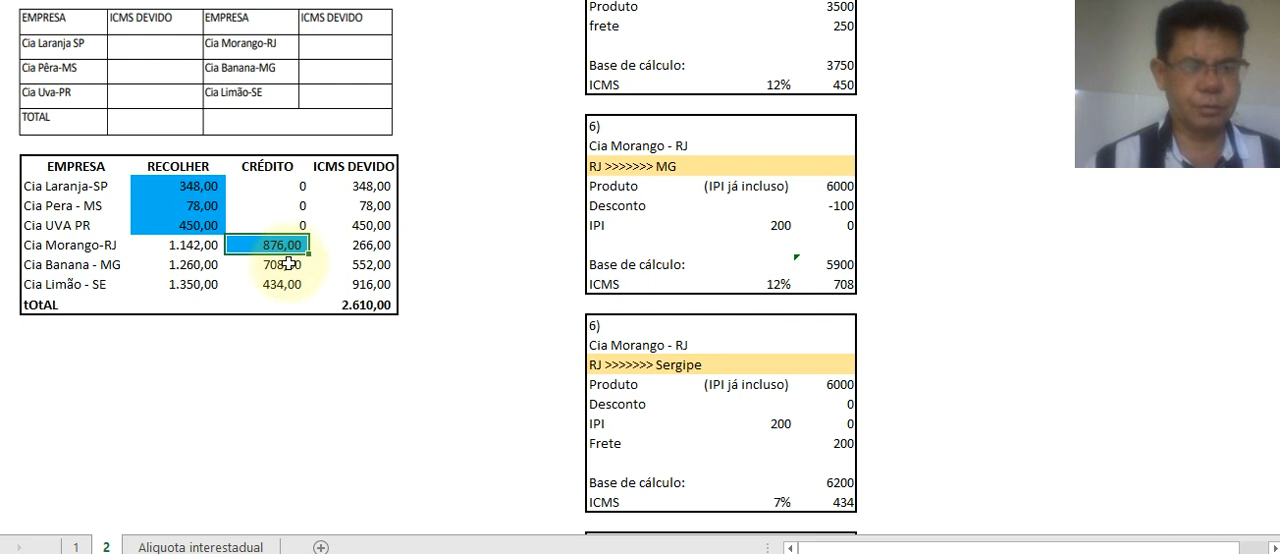 EMPRESA ICMS DEVIDO EMPRESA ICMS DEVIDO
Cia Laranja SP Cia Morango-RJ
Cia Pêra-MS Cia Banana-MG
Cia Uva-PR Cia Limão-SE
TOTAL
EMPRESA RECOLHER CRÉDITO ICMS DEVIDO
Cia Laranja-SP 348,00 0 348,00
Cia Pera - MS 78,00 0 78,00
Cia UVA PR 450,00 0 450,00
Cia Morango-RJ 1.142,00 876,00 266,00
Cia Banana - MG 1.260,00 708,00 552,00
Cia Limão - SE 1.350,00 434,00 916,00
tOtAL 2.610,00
Produto 3500
frete 250
Base de cálculo: 3750
ICMS 12% 450
6)
Cia Morango - RJ
RJ >>>>>>> MG
Produto (IPI já incluso) 6000
Desconto -100
IPI 200 0
Base de cálculo: 5900
ICMS 12% 708
6)
Cia Morango - RJ
RJ >>>>>>> Sergipe
Produto (IPI já incluso) 6000
Desconto 0
IPI 200 0
Frete 200
Base de cálculo: 6200
ICMS 7% 434
1 2 Aliquota interestadual